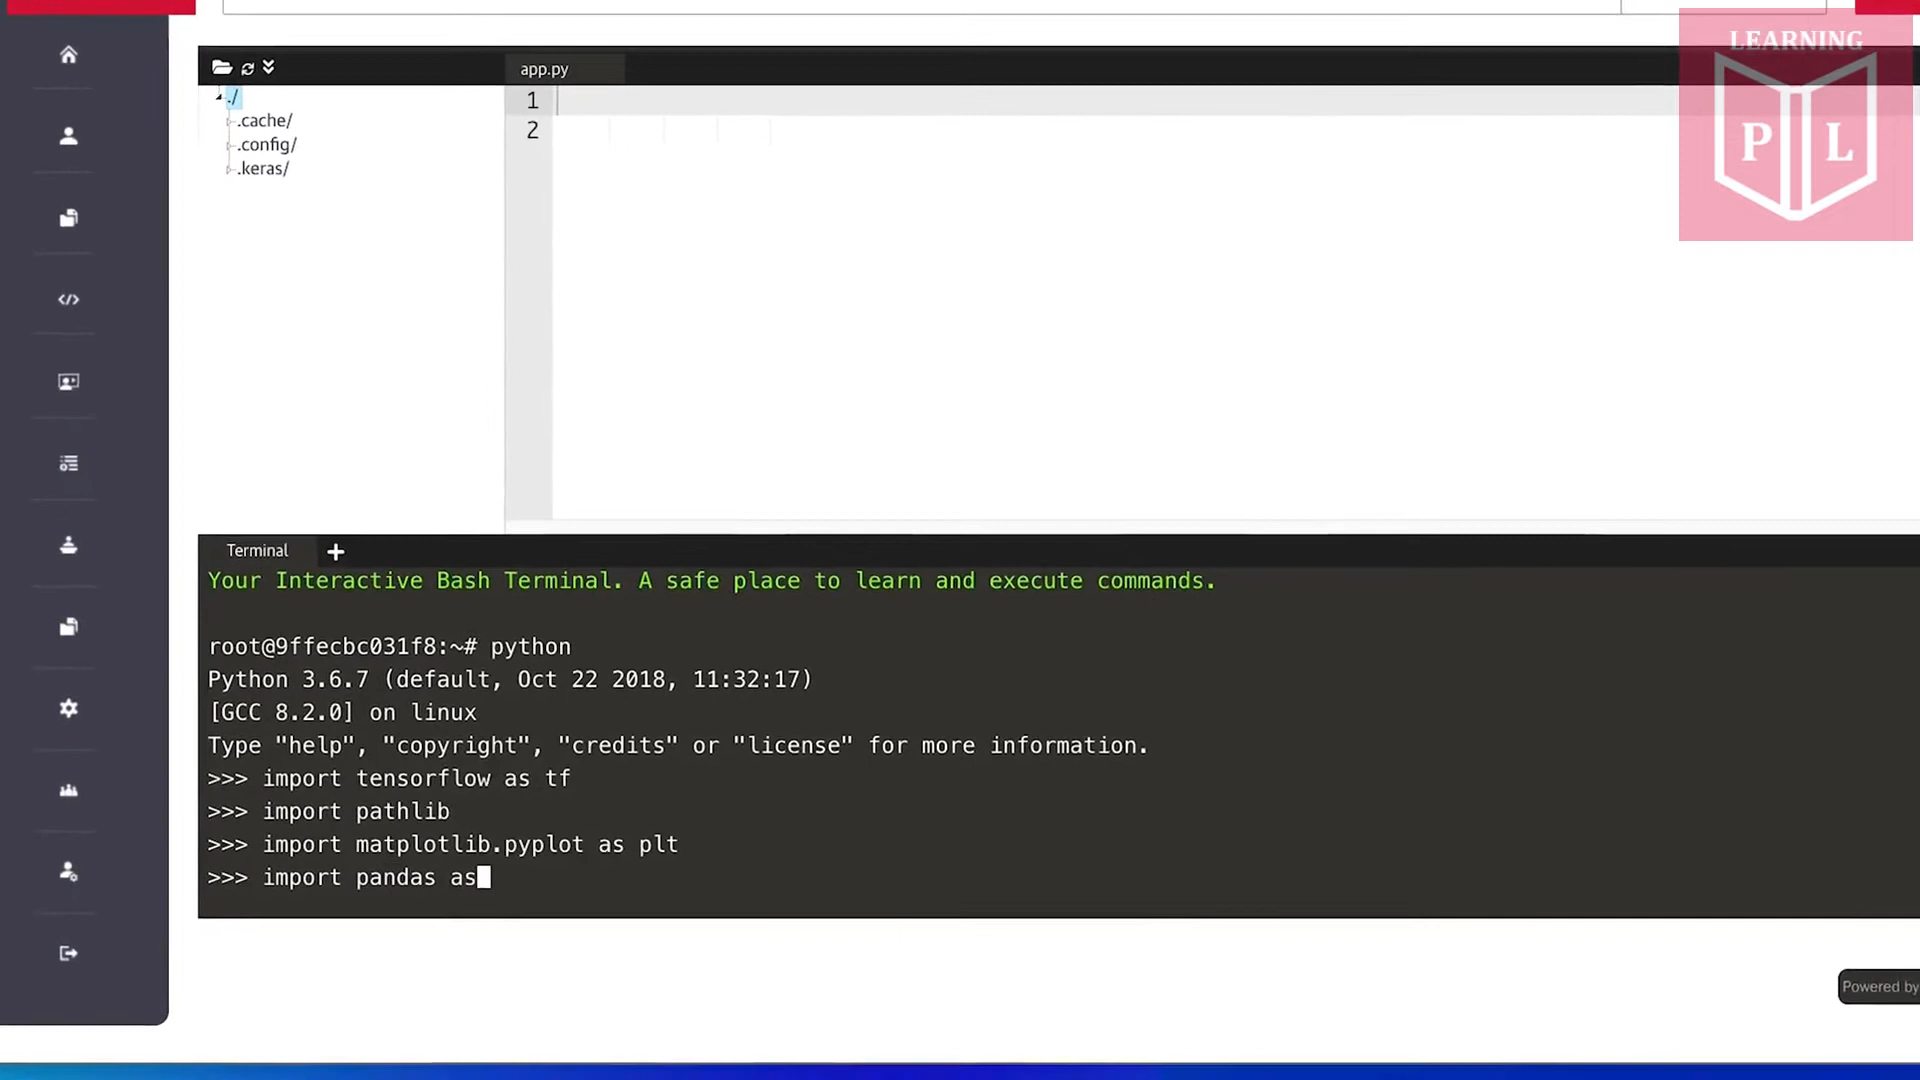 LEARNING
P L
app.py
./
.cache/
.config/
.keras/
1
2
Terminal
Your Interactive Bash Terminal. A safe place to learn and execute commands.
root@9ffecbc031f8:~# python
Python 3.6.7 (default, Oct 22 2018, 11:32:17)
[GCC 8.2.0] on linux
Type "help", "copyright", "credits" or "license" for more information.
>>> import tensorflow as tf
>>> import pathlib
>>> import matplotlib.pyplot as plt
>>> import pandas as
Powered by